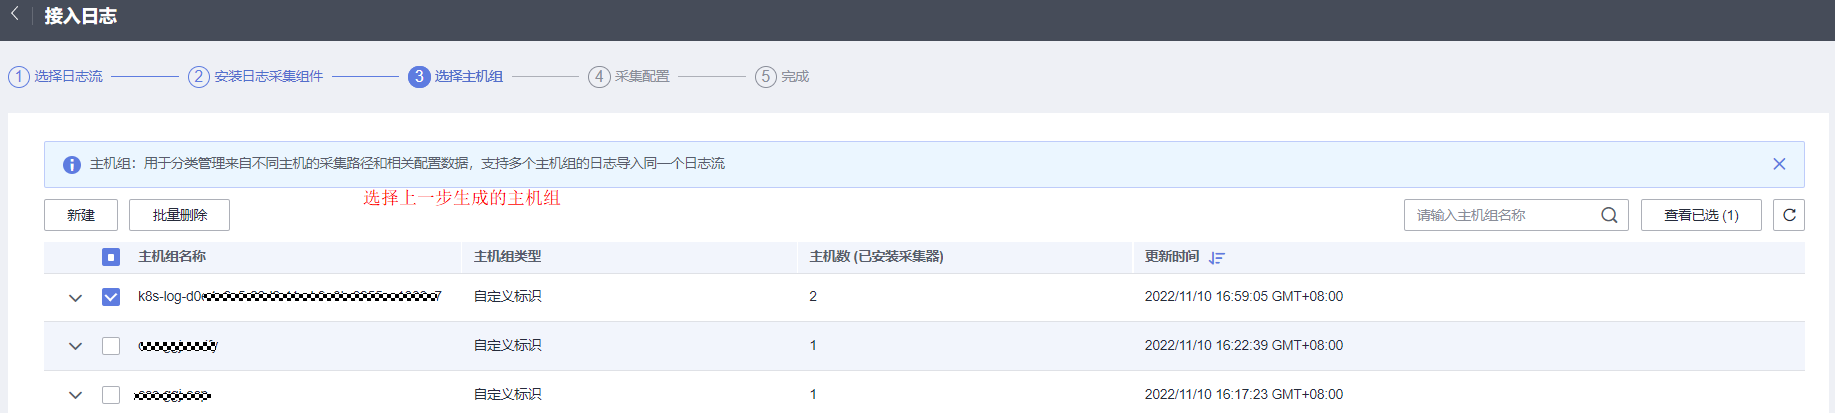 接入日志
1 选择日志流 2 安装日志采集组件 3 选择主机组 4 采集配置 5 完成
主机组：用于分类管理来自不同主机的采集路径和相关配置数据，支持多个主机组的日志导入同一个日志流
选择上一步生成的主机组
新建 批量删除 请输入主机组名称 查看已选 (1)
主机组名称 主机组类型 主机数 (已安装采集器) 更新时间
k8s-log-d0 自定义标识 2 2022/11/10 16:59:05 GMT+08:00
自定义标识 1 2022/11/10 16:22:39 GMT+08:00
自定义标识 1 2022/11/10 16:17:23 GMT+08:00